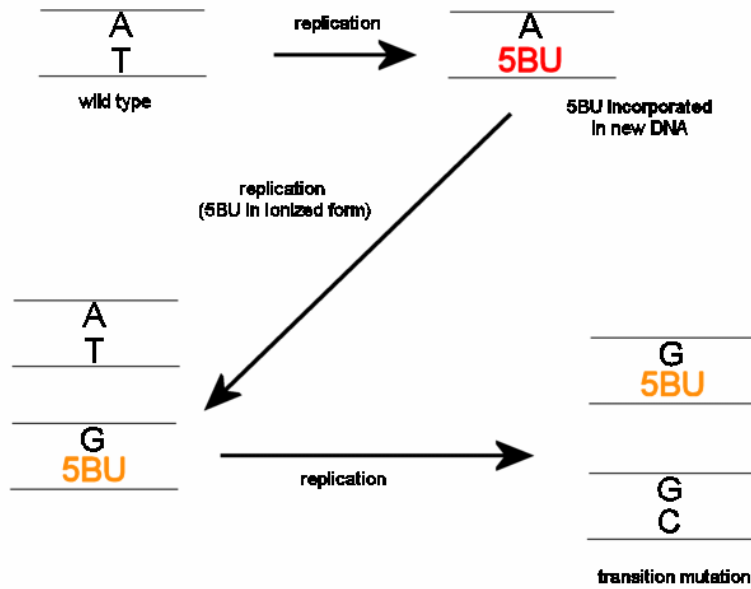 A
T
wild type
replication
A
5BU
5BU incorporated
in new DNA
replication
(5BU in ionized form)
A
T
G
5BU
replication
G
5BU
G
C
transition mutation